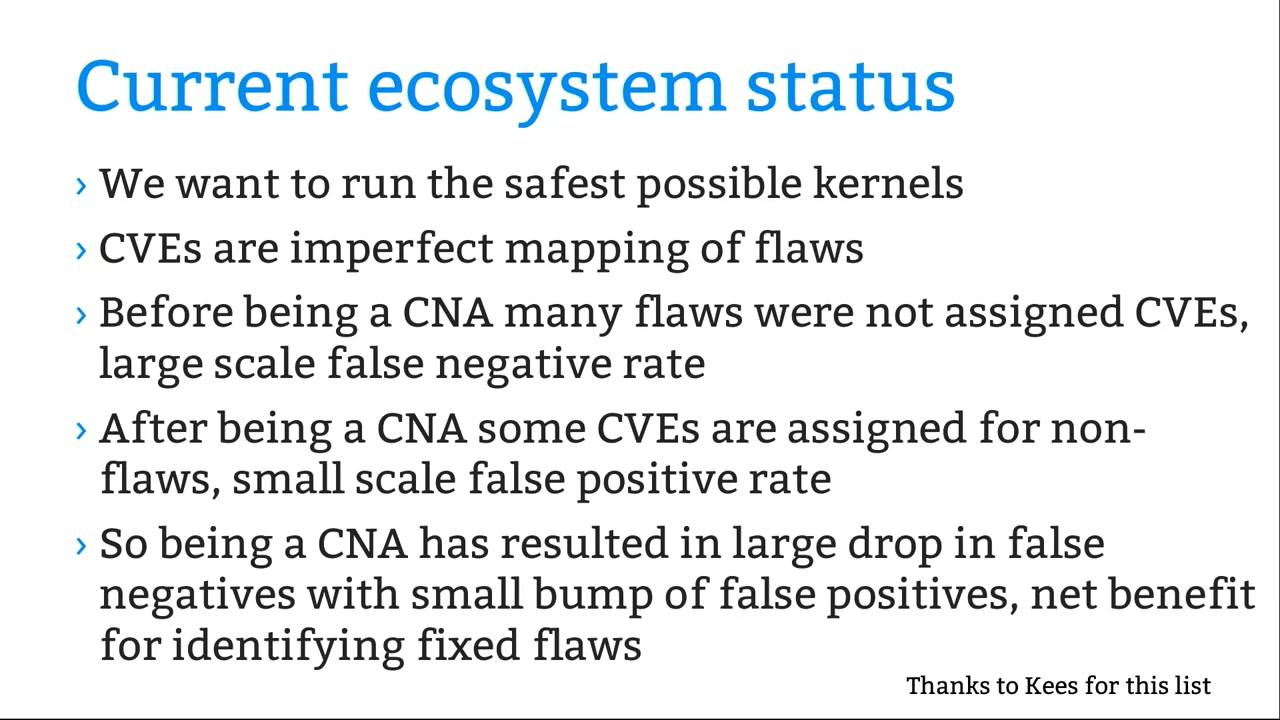 Current ecosystem status
› We want to run the safest possible kernels
› CVEs are imperfect mapping of flaws
› Before being a CNA many flaws were not assigned CVEs,
large scale false negative rate
› After being a CNA some CVEs are assigned for non-
flaws, small scale false positive rate
› So being a CNA has resulted in large drop in false
negatives with small bump of false positives, net benefit
for identifying fixed flaws
Thanks to Kees for this list